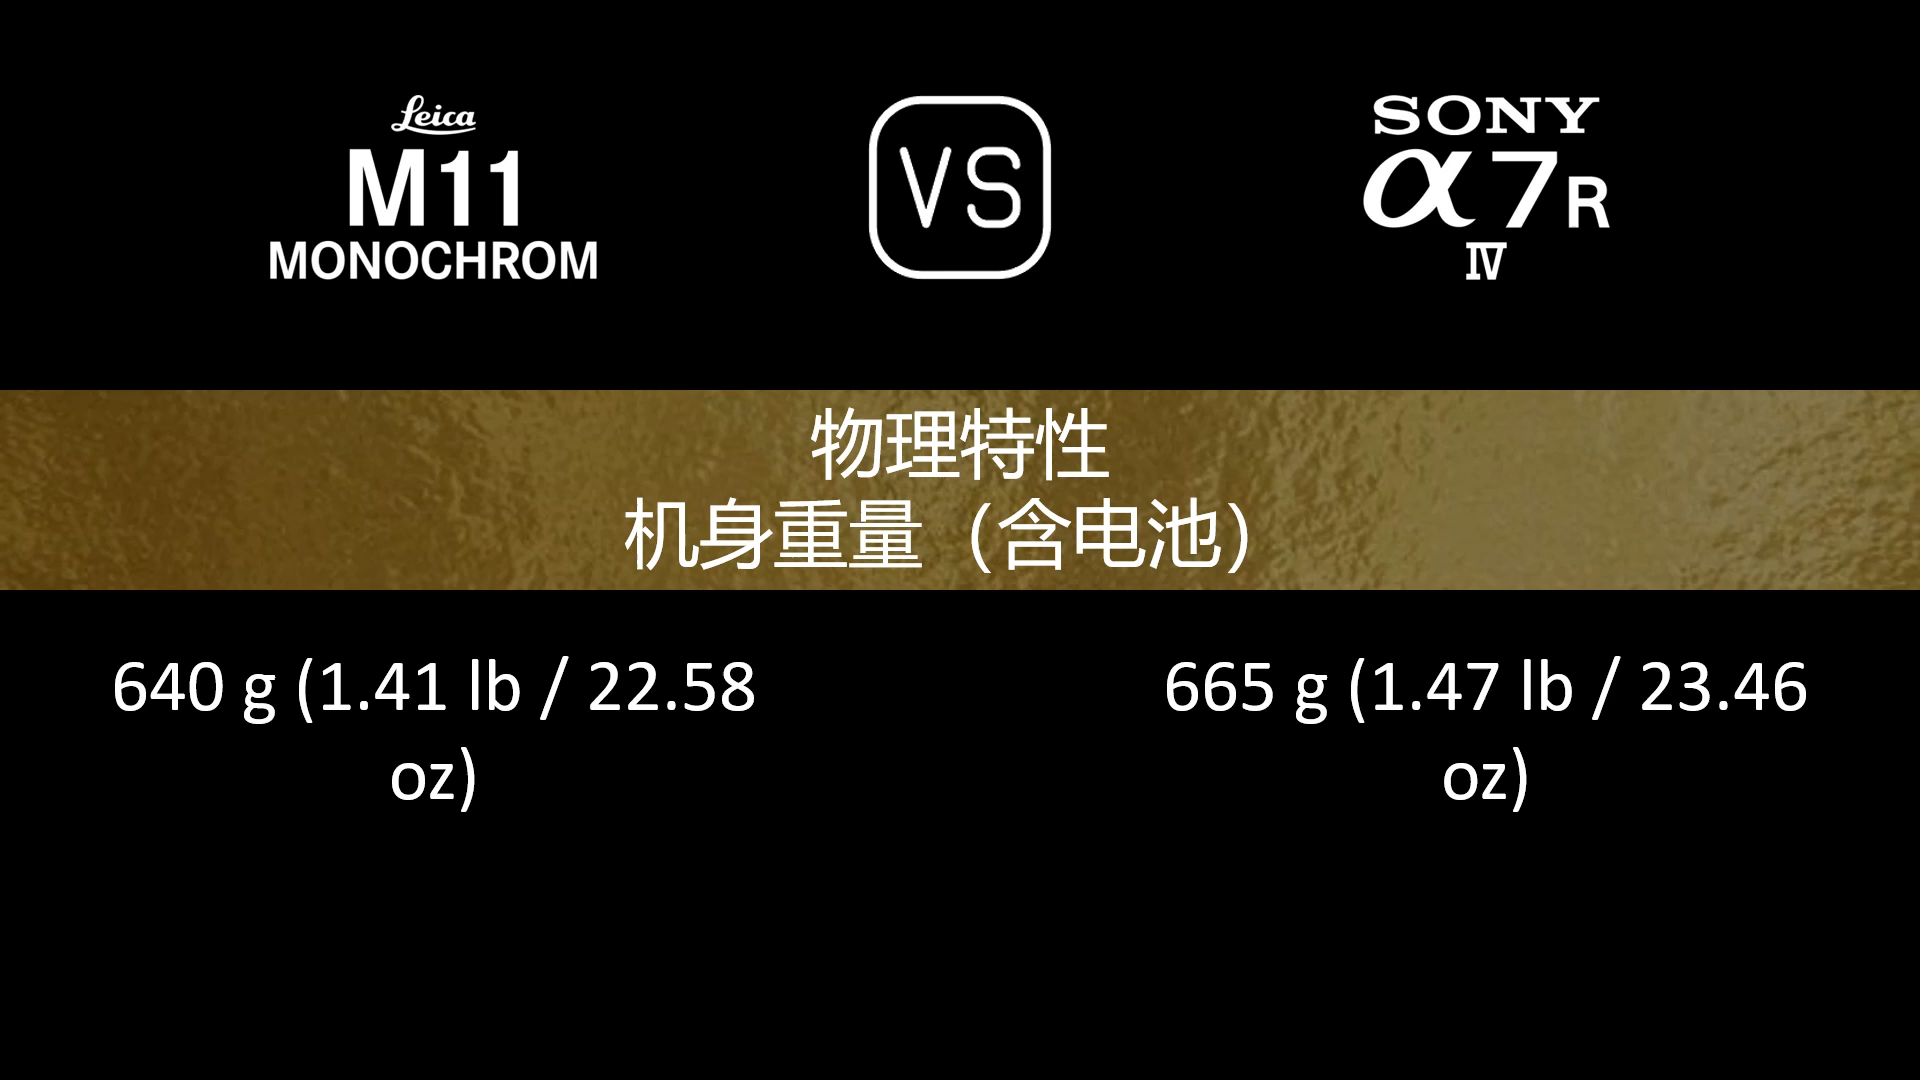 Leica
M11
MONOCHROM
VS
SONY
α7R
IV
物理特性
机身重量（含电池）
640 g (1.41 lb / 22.58
oz)
665 g (1.47 lb / 23.46
oz)